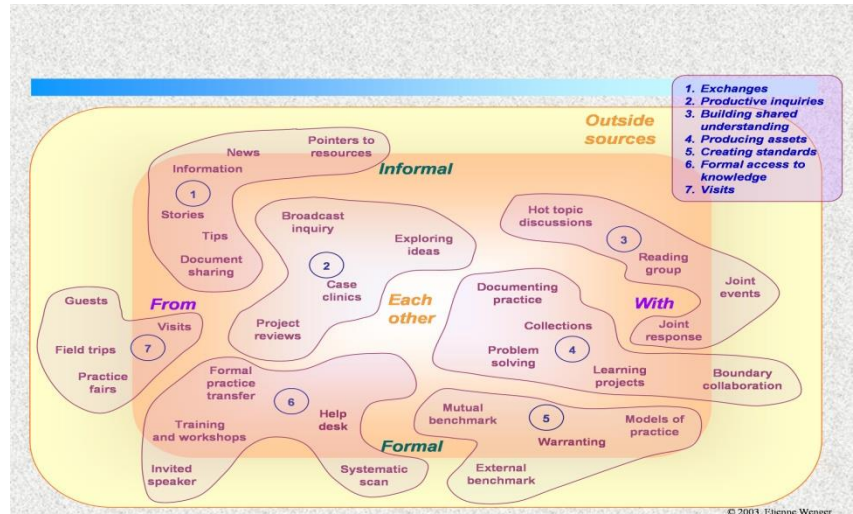 1. Exchanges
2. Productive inquiries
3. Building shared
understanding
4. Producing assets
5. Creating standards
6. Formal access to
knowledge
7. Visits
Outside
sources
Pointers to
resources
News
Information
Informal
1
Stories
Tips
Document
sharing
Broadcast
inquiry
Exploring
ideas
2
Case
clinics
Project
reviews
Hot topic
discussions
3
Reading
group
Joint
events
Joint
response
From
Each
other
With
Guests
Visits
Field trips
7
Practice
fairs
Documenting
practice
Collections
Problem
solving
4
Learning
projects
Boundary
collaboration
Formal
practice
transfer
6
Help
desk
Training
and workshops
Invited
speaker
Systematic
scan
Formal
Mutual
benchmark
5
Warranting
Models of
practice
External
benchmark
© 2003 Etienne Wenger